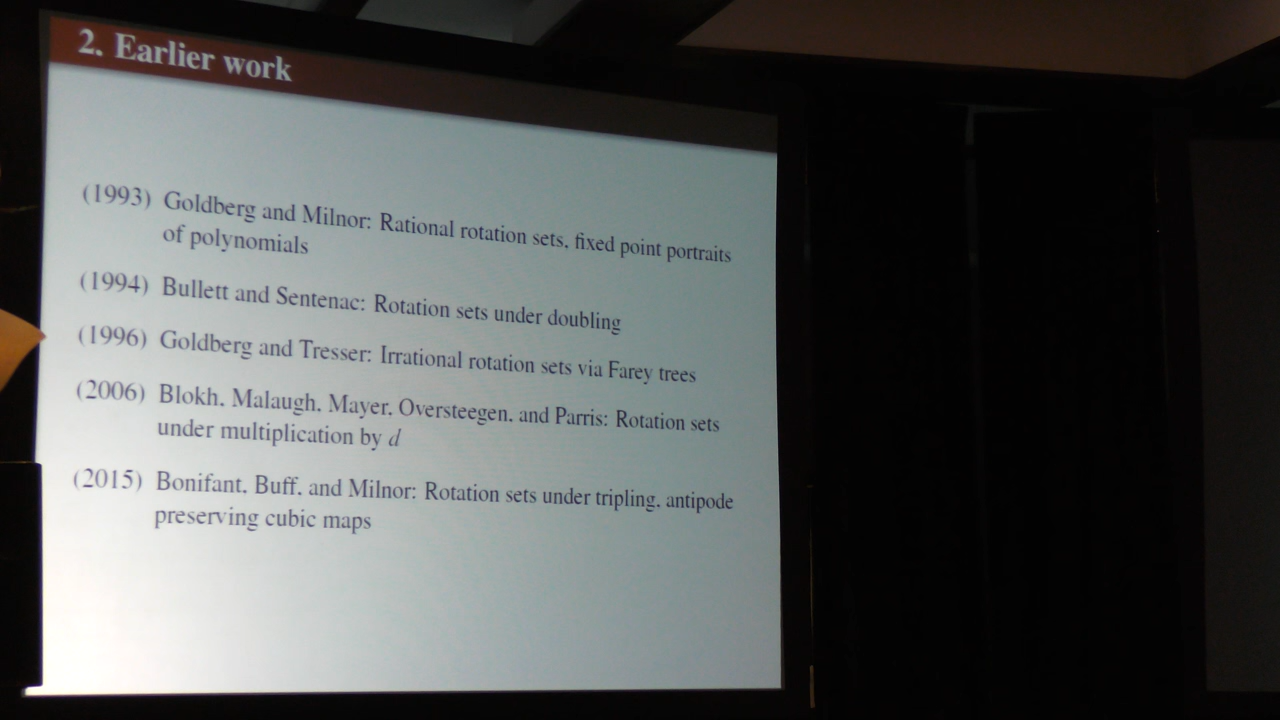 2. Earlier work
(1993) Goldberg and Milnor: Rational rotation sets, fixed point portraits
of polynomials
(1994) Bullett and Sentenac: Rotation sets under doubling
(1996) Goldberg and Tresser: Irrational rotation sets via Farey trees
(2006) Blokh, Malaugh, Mayer, Oversteegen, and Parris: Rotation sets
under multiplication by d
(2015) Bonifant, Buff, and Milnor: Rotation sets under tripling, antipode
preserving cubic maps